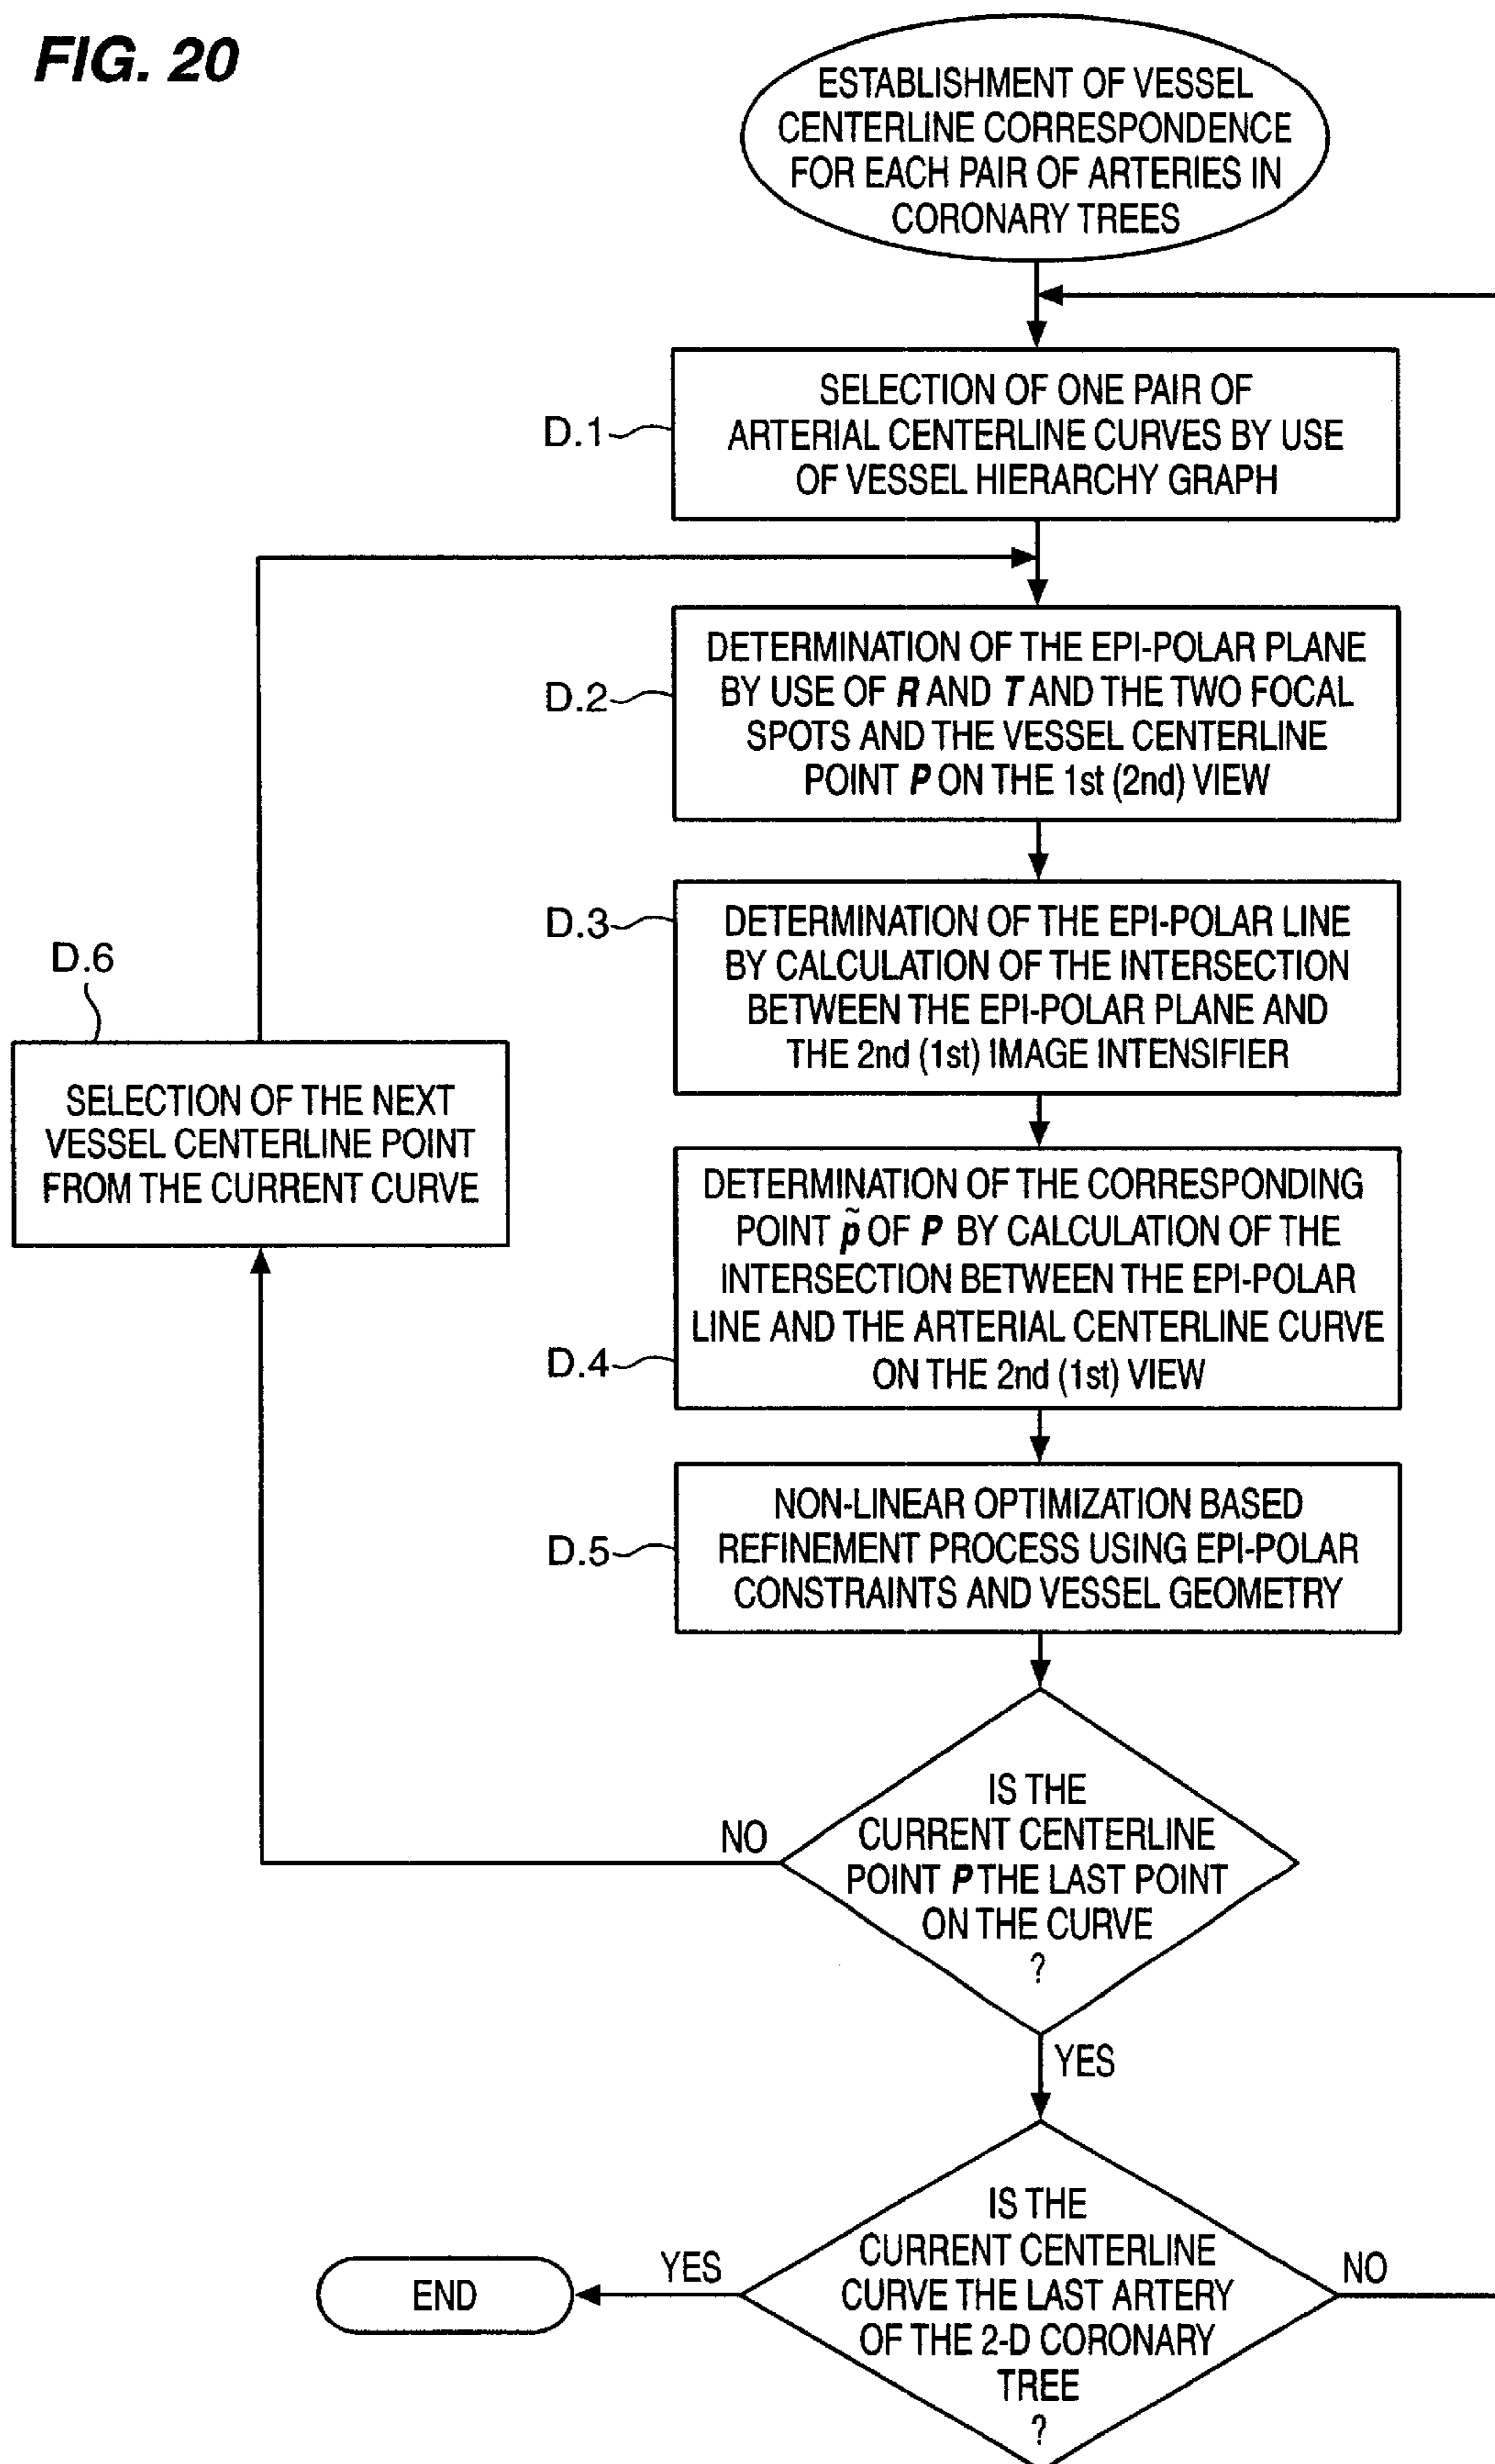 FIG. 20
ESTABLISHMENT OF VESSEL
CENTERLINE CORRESPONDENCE
FOR EACH PAIR OF ARTERIES IN
CORONARY TREES
D.1
SELECTION OF ONE PAIR OF
ARTERIAL CENTERLINE CURVES BY USE
OF VESSEL HIERARCHY GRAPH
D.2
DETERMINATION OF THE EPI-POLAR PLANE
BY USE OF R AND T AND THE TWO FOCAL
SPOTS AND THE VESSEL CENTERLINE
POINT P ON THE 1st (2nd) VIEW
D.3
DETERMINATION OF THE EPI-POLAR LINE
BY CALCULATION OF THE INTERSECTION
BETWEEN THE EPI-POLAR PLANE AND
THE 2nd (1st) IMAGE INTENSIFIER
D.6
SELECTION OF THE NEXT
VESSEL CENTERLINE POINT
FROM THE CURRENT CURVE
DETERMINATION OF THE CORRESPONDING
POINT p̃ OF P BY CALCULATION OF THE
INTERSECTION BETWEEN THE EPI-POLAR
LINE AND THE ARTERIAL CENTERLINE CURVE
ON THE 2nd (1st) VIEW
D.4
D.5
NON-LINEAR OPTIMIZATION BASED
REFINEMENT PROCESS USING EPI-POLAR
CONSTRAINTS AND VESSEL GEOMETRY
IS THE
CURRENT CENTERLINE
POINT P THE LAST POINT
ON THE CURVE
?
NO
YES
IS THE
CURRENT CENTERLINE
CURVE THE LAST ARTERY
OF THE 2-D CORONARY
TREE
?
YES
NO
END